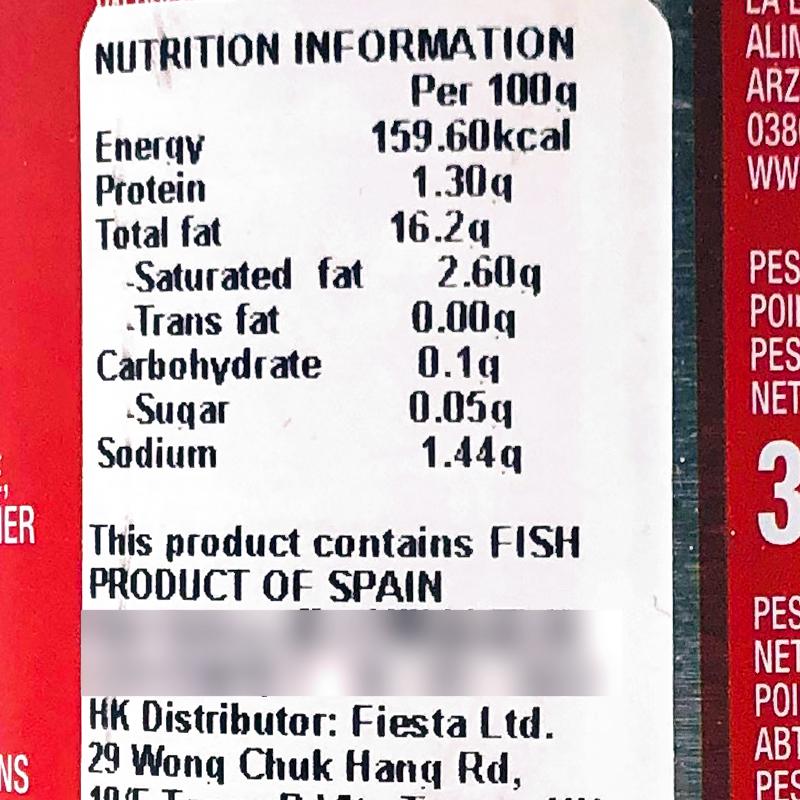 NUTRITION INFORMATION
Per 100g
Energy 159.60kcal
Protein 1.30g
Total fat 16.2g
-Saturated fat 2.60g
-Trans fat 0.00g
Carbohydrate 0.1g
-Sugar 0.05g
Sodium 1.44g
This product contains FISH
PRODUCT OF SPAIN
HK Distributor: Fiesta Ltd.
29 Wong Chuk Hang Rd,
WW
PES
POI
PES
NET
3
PES
NET
POI
ABT
PES